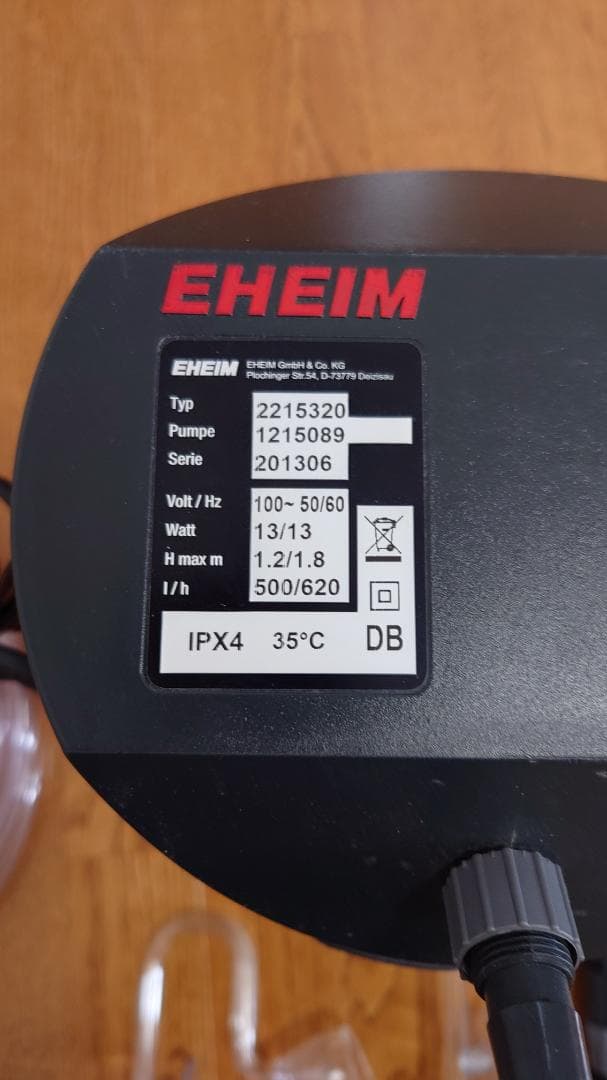 EHEIM
EHEIM EHEIM GmbH & Co. KG
Plochinger Str.54, D-73779 Deizisau
Typ 2215320
Pumpe 1215089
Serie 201306
Volt / Hz 100~ 50/60
Watt 13/13
H max m 1.2/1.8
l / h 500/620
IPX4 35°C DB